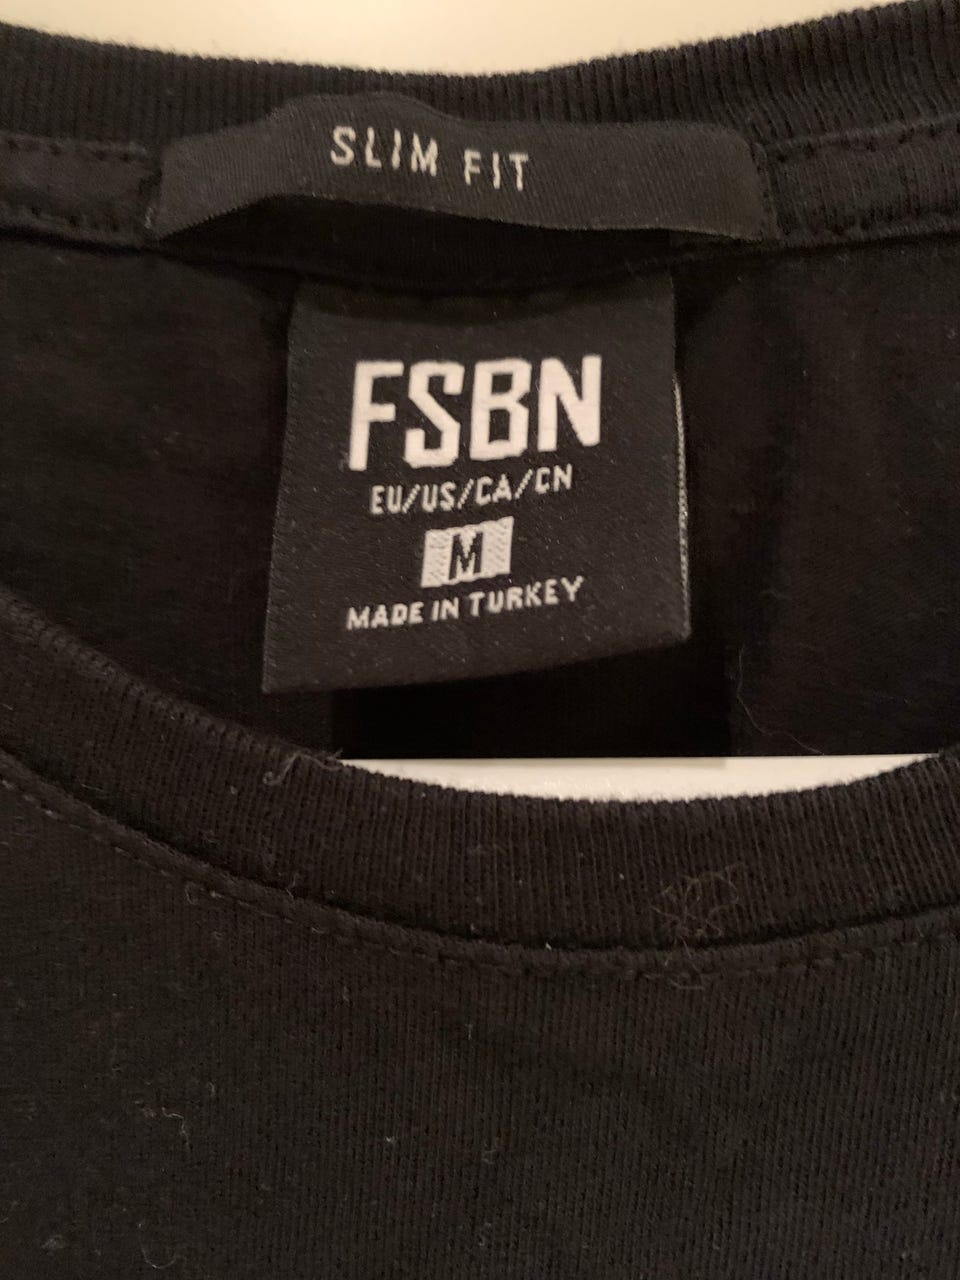 SLIM FIT
FSBN
EU/US/CA/CN
M
MADE IN TURKEY